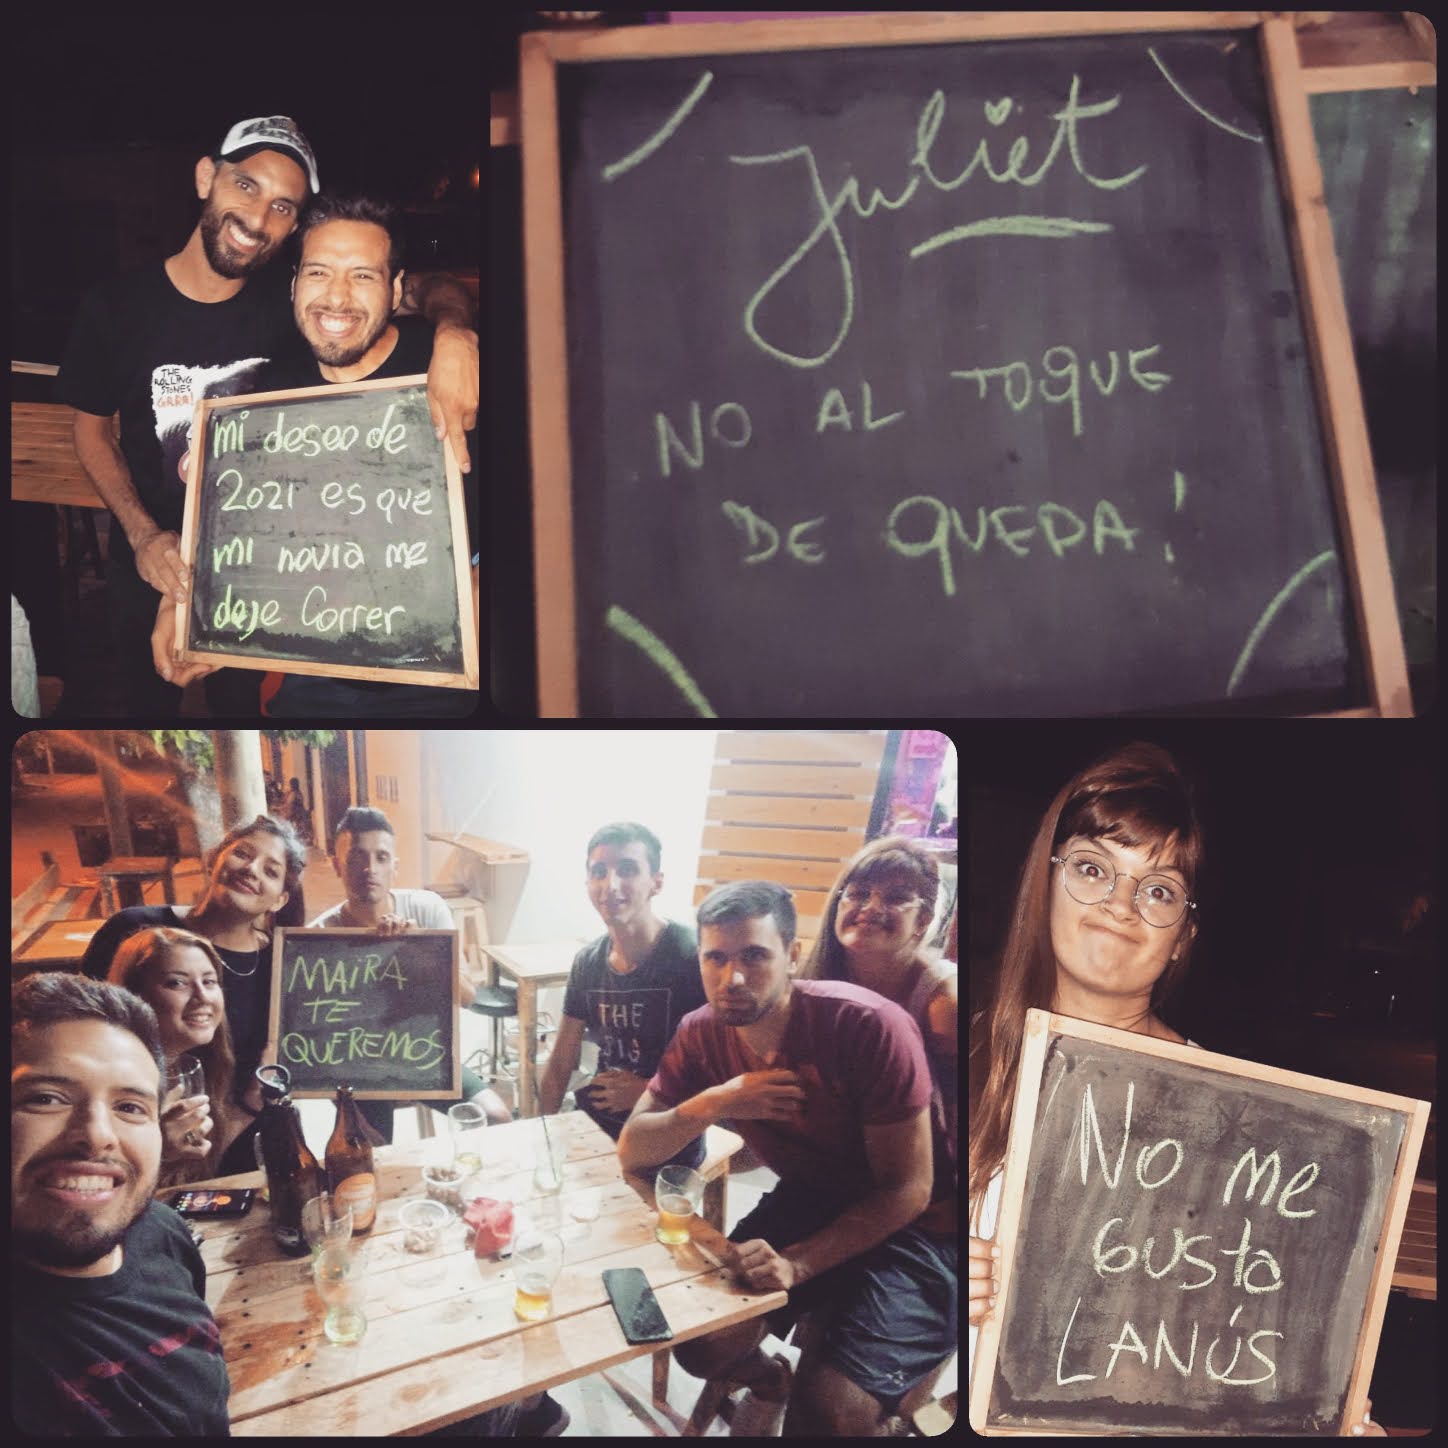 THE
ROLLING
STONES
GRRR!
mi deseo de
2021 es que
mi novia me
deje Correr
Juliet
NO AL TOQUE
DE QUEDA!
MAIRA
TE
QUEREMOS
THE
BIG
No me
Gusta
LANÚS